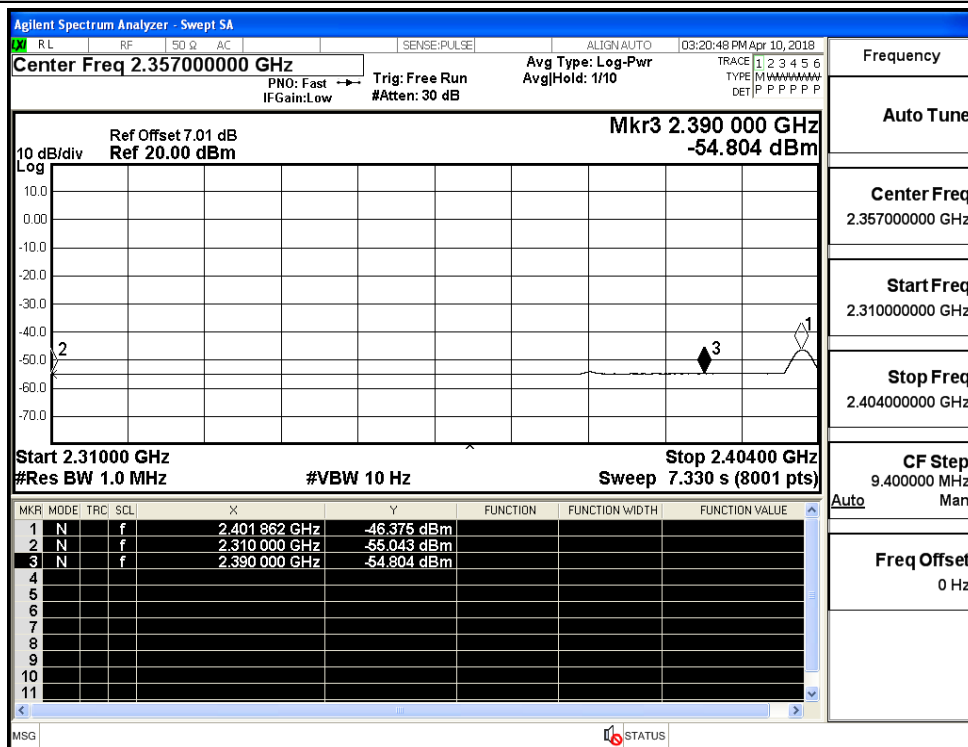 Agilent Spectrum Analyzer - Swept SA
LXI RL RF 50 Ω AC SENSE:PULSE ALIGN AUTO 03:20:48 PM Apr 10, 2018
Center Freq 2.357000000 GHz
PNO: Fast
IFGain:Low
Trig: Free Run
#Atten: 30 dB
Avg Type: Log-Pwr
Avg|Hold: 1/10
TRACE 1 2 3 4 5 6
TYPE M W W W W W
DET P P P P P P
Ref Offset 7.01 dB
10 dB/div Ref 20.00 dBm
Log
Mkr3 2.390 000 GHz
-54.804 dBm
10.0
0.00
-10.0
-20.0
-30.0
-40.0
-50.0
-60.0
-70.0
2
3
1
Start 2.31000 GHz Stop 2.40400 GHz
#Res BW 1.0 MHz #VBW 10 Hz Sweep 7.330 s (8001 pts)
MKR MODE TRC SCL X Y FUNCTION FUNCTION WIDTH FUNCTION VALUE
1 N f 2.401 862 GHz -46.375 dBm
2 N f 2.310 000 GHz -55.043 dBm
3 N f 2.390 000 GHz -54.804 dBm
4
5
6
7
8
9
10
11
MSG STATUS
Frequency
Auto Tune
Center Freq
2.357000000 GHz
Start Freq
2.310000000 GHz
Stop Freq
2.404000000 GHz
CF Step
9.400000 MHz
Auto Man
Freq Offset
0 Hz